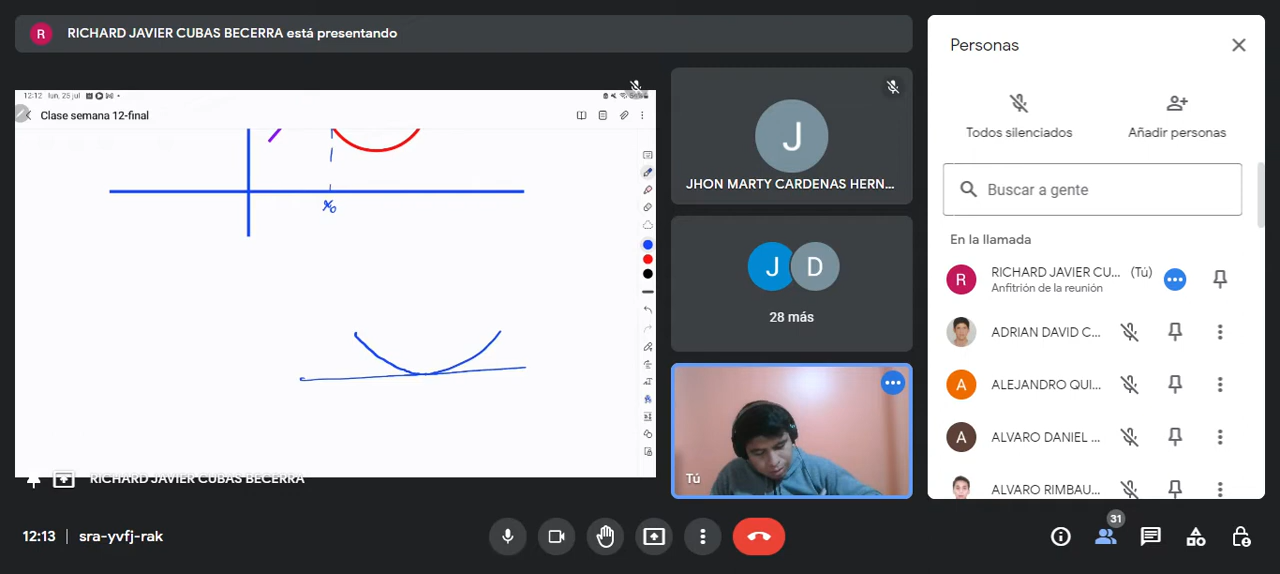 R
RICHARD JAVIER CUBAS BECERRA está presentando
12:12 lun, 25 jul
Clase semana 12-final
x₀
RICHARD JAVIER CUBAS BECERRA
J
JHON MARTY CARDENAS HERN...
J D
28 más
Tú
Personas
Todos silenciados
Añadir personas
Buscar a gente
En la llamada
R
RICHARD JAVIER CU... (Tú)
Anfitrión de la reunión
ADRIAN DAVID C...
A
ALEJANDRO QUI...
A
ALVARO DANIEL ...
ALVARO RIMBAU...
12:13 | sra-yvfj-rak
31